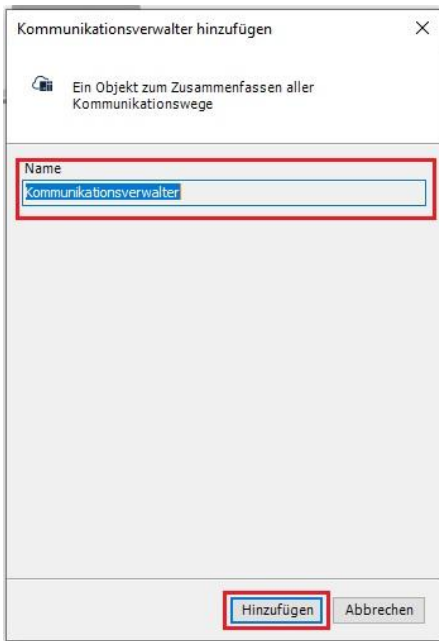 Kommunikationsverwalter hinzufügen
Ein Objekt zum Zusammenfassen aller
Kommunikationswege
Name
Kommunikationsverwalter
Hinzufügen
Abbrechen